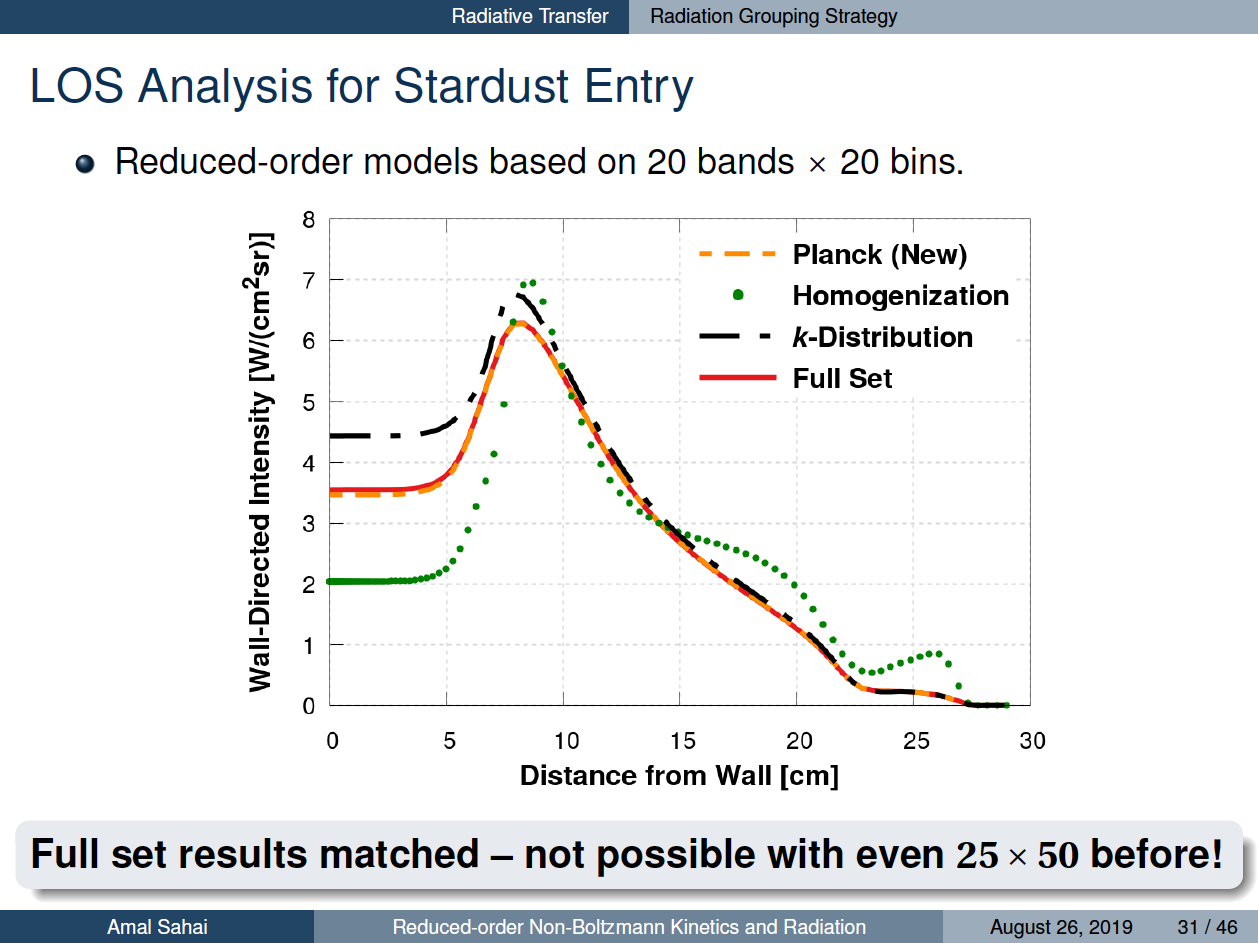 Radiative Transfer Radiation Grouping Strategy
LOS Analysis for Stardust Entry
Reduced-order models based on 20 bands × 20 bins.
Wall-Directed Intensity [W/(cm²sr)]
8
7
6
5
4
3
2
1
0
Planck (New)
Homogenization
k-Distribution
Full Set
0 5 10 15 20 25 30
Distance from Wall [cm]
Full set results matched – not possible with even 25 × 50 before!
Amal Sahai Reduced-order Non-Boltzmann Kinetics and Radiation August 26, 2019 31 / 46